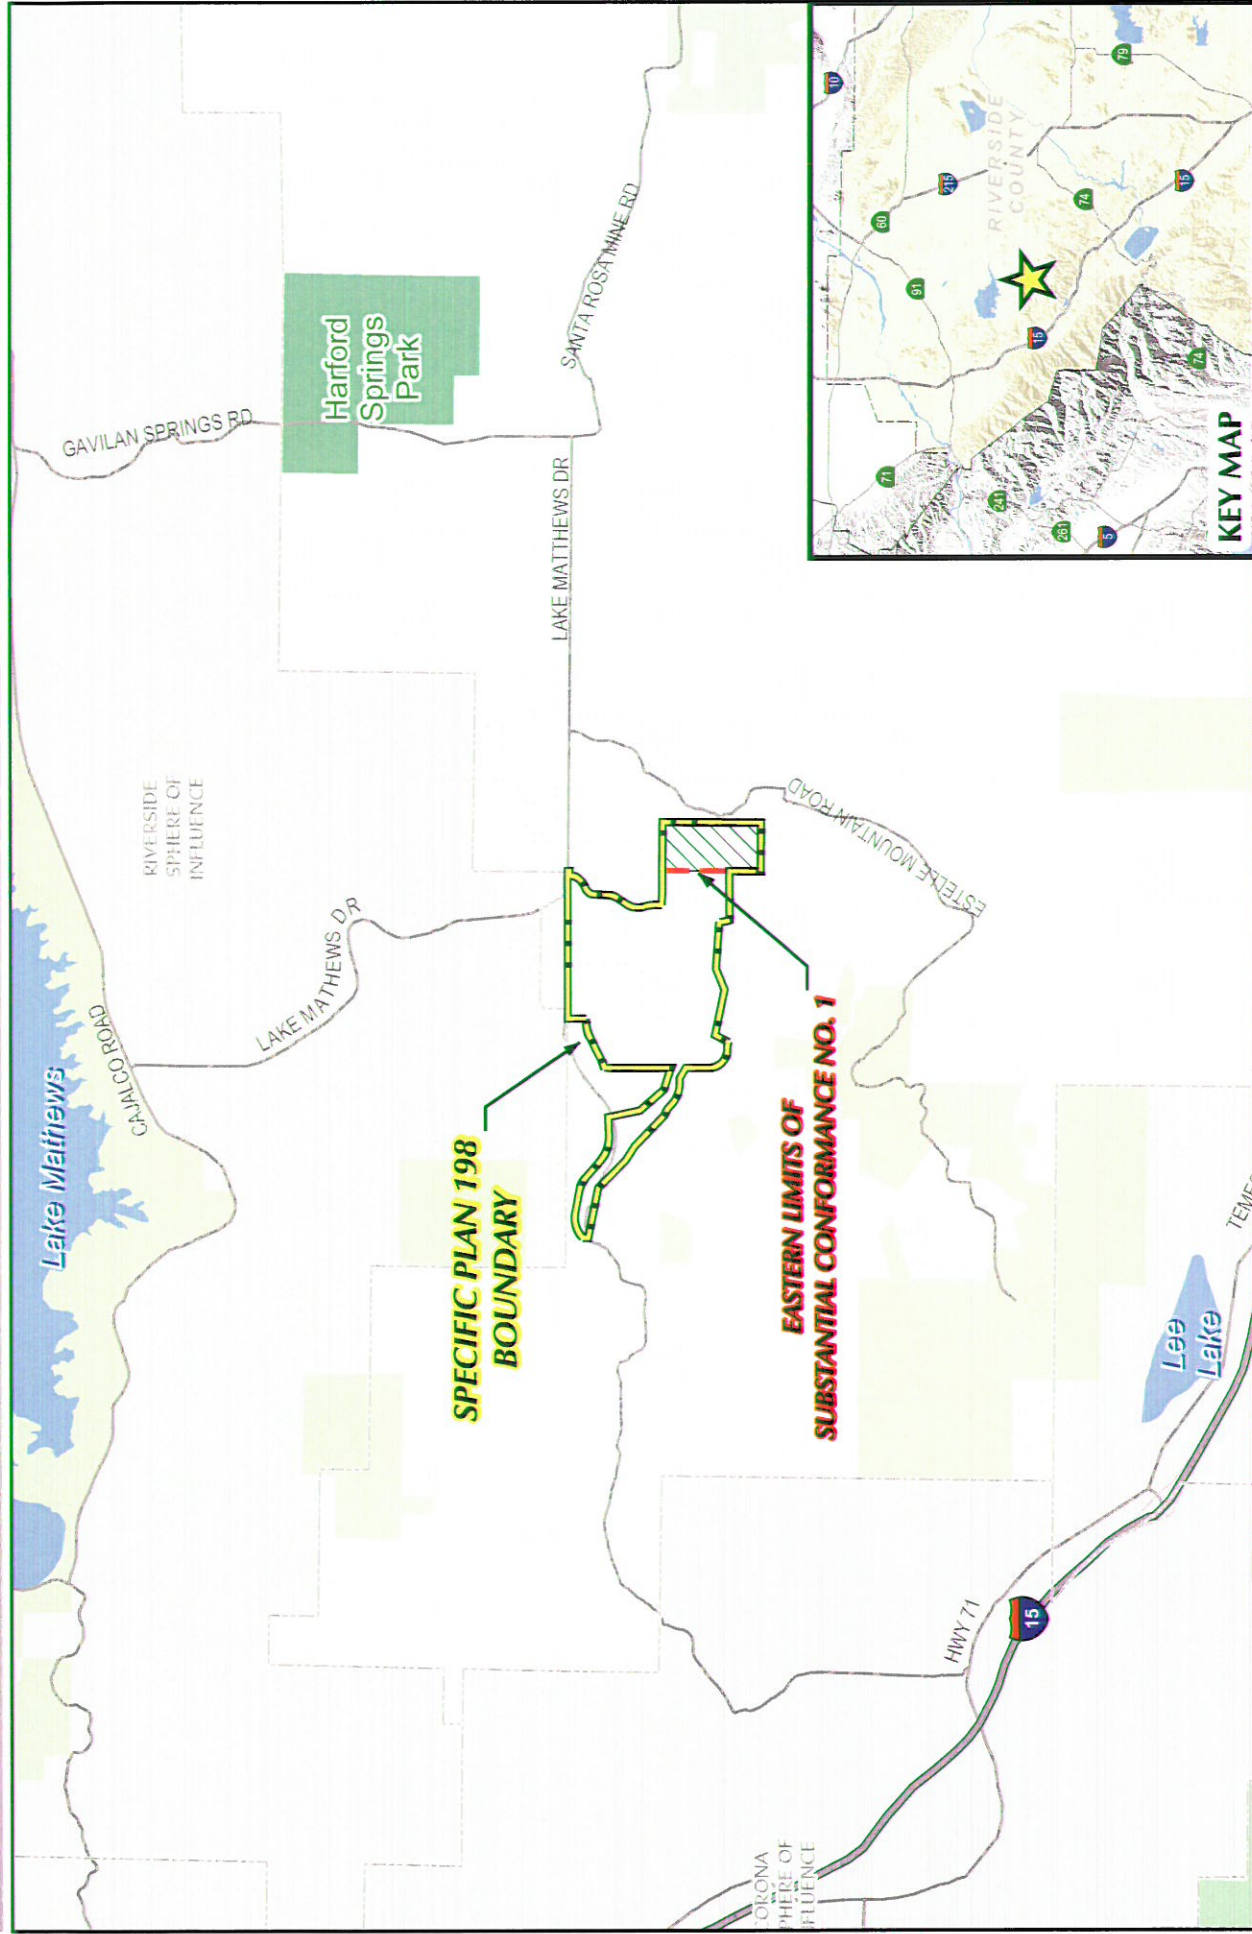 Lake Mathews
CAJALCO ROAD
RIVERSIDE
SPHERE OF
INFLUENCE
GAVILAN SPRINGS RD
Harford
Springs
Park
LAKE MATHEWS DR
LAKE MATTHEWS DR
SANTA ROSA MINE RD
SPECIFIC PLAN 198
BOUNDARY
ESTELLE MOUNTAIN ROAD
EASTERN LIMITS OF
SUBSTANTIAL CONFORMANCE NO. 1
Lee
Lake
TEMES
HWY 71
15
CORONA
SPHERE OF
INFLUENCE
KEY MAP
RIVERSIDE
COUNTY
10
79
60
215
91
74
15
15
71
241
261
5
74